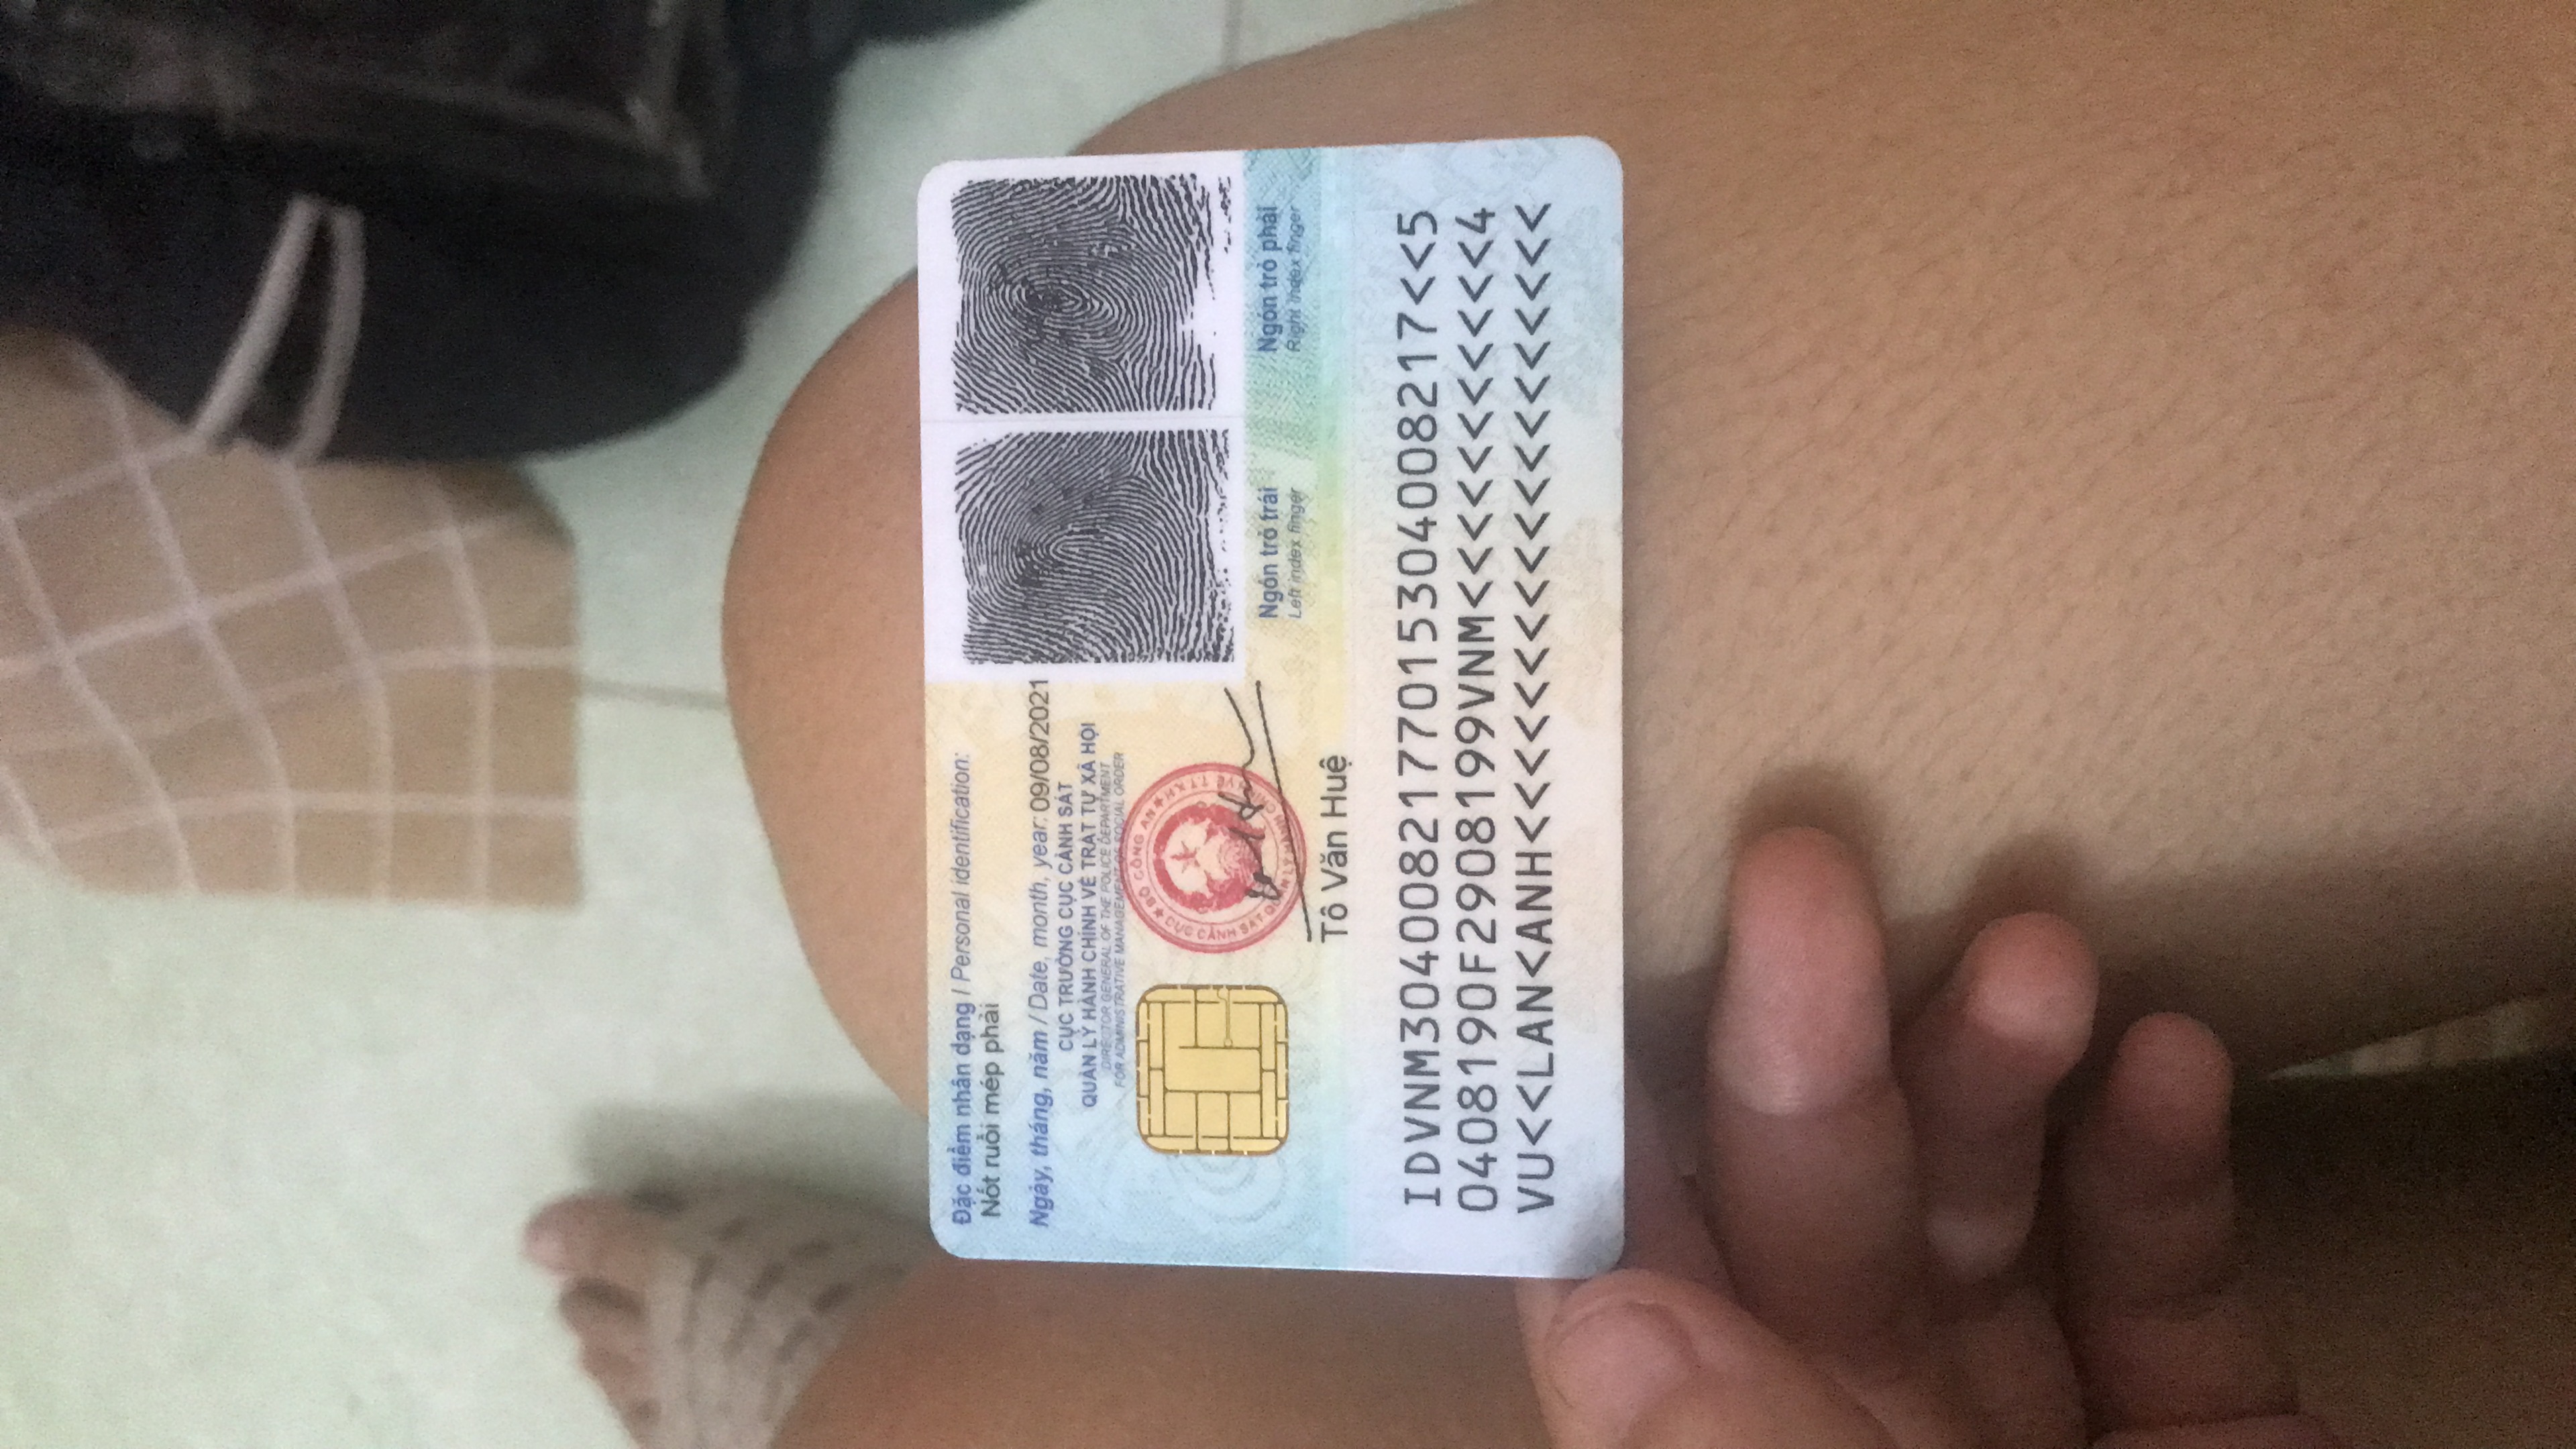 Đặc điểm nhân dạng / Personal identification:
Nốt ruồi mép phải
Ngày, tháng, năm / Date, month, year: 09/08/2021
CỤC TRƯỞNG CỤC CẢNH SÁT
QUẢN LÝ HÀNH CHÍNH VỀ TRẬT TỰ XÃ HỘI
DIRECTOR GENERAL OF THE POLICE DEPARTMENT
FOR ADMINISTRATIVE MANAGEMENT OF SOCIAL ORDER
BỘ CÔNG AN
CỤC CẢNH SÁT QUẢN LÝ HÀNH CHÍNH
Tô Văn Huệ
Ngón trỏ trái
Left index finger
Ngón trỏ phải
Right index finger
IDVNM3040082177015304008217<<5
0408190F2908199VNM<<<<<<<<<<<4
VU<<LAN<ANH<<<<<<<<<<<<<<<<<<<